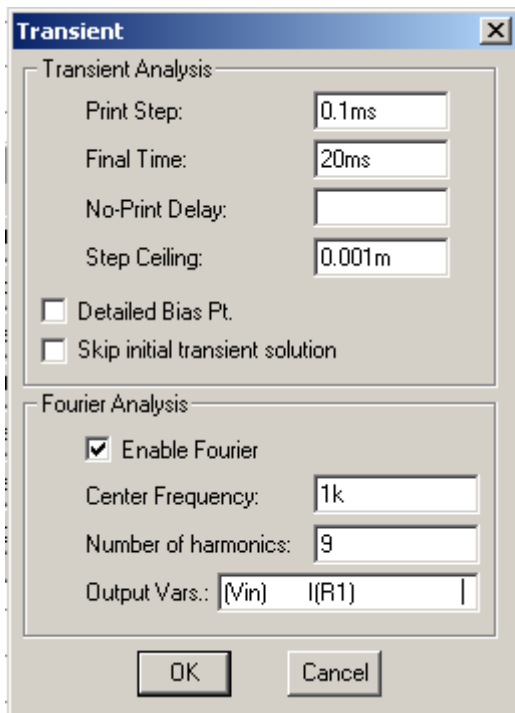 Transient
Transient Analysis
Print Step: 0.1ms
Final Time: 20ms
No-Print Delay:
Step Ceiling: 0.001m
Detailed Bias Pt.
Skip initial transient solution
Fourier Analysis
Enable Fourier
Center Frequency: 1k
Number of harmonics: 9
Output Vars.: (Vin) I(R1)
OK Cancel